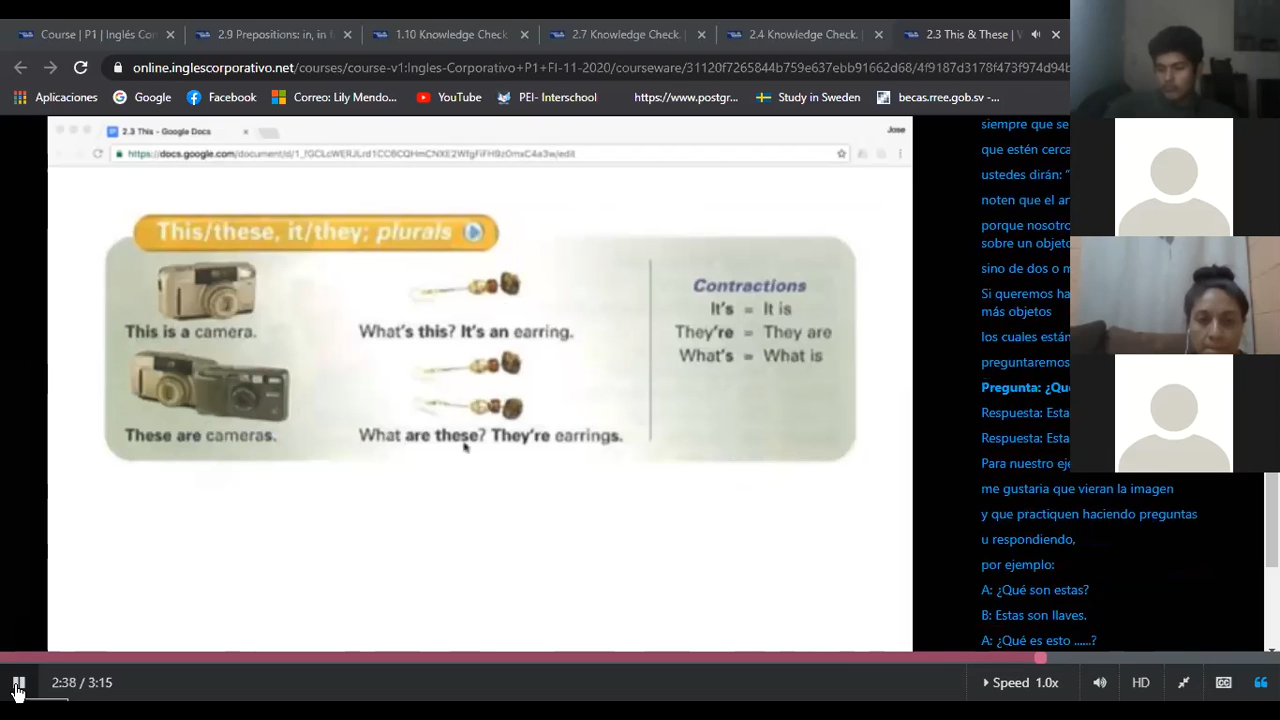 Course | P1 | Inglés Con
2.9 Prepositions: in, in f
1.10 Knowledge Check
2.7 Knowledge Check. |
2.4 Knowledge Check. |
2.3 This & These |
online.inglescorporativo.net/courses/course-v1:Ingles-Corporativo+P1+FI-11-2020/courseware/31120f7265844b759e637ebb91662d68/4f9187d3178f473f974d94b
Aplicaciones
Google
Facebook
Correo: Lily Mendo...
YouTube
PEI- Interschool
https://www.postgr...
Study in Sweden
becas.rree.gob.sv -...
2.3 This - Google Docs
Jose
This/these, it/they; plurals
This is a camera.
What's this? It's an earring.
These are cameras.
What are these? They're earrings.
Contractions
It's = It is
They're = They are
What's = What is
siempre que se
que estén cerca
ustedes dirán: "
noten que el ar
porque nosotro
sobre un objeto
sino de dos o m
Si queremos ha
más objetos
los cuales están
preguntaremos
Pregunta: ¿Qu
Respuesta: Esta
Respuesta: Esta
Para nuestro eje
me gustaria que vieran la imagen
y que practiquen haciendo preguntas
u respondiendo,
por ejemplo:
A: ¿Qué son estas?
B: Estas son llaves.
A: ¿Qué es esto ......?
2:38 / 3:15
Speed 1.0x
HD
CC